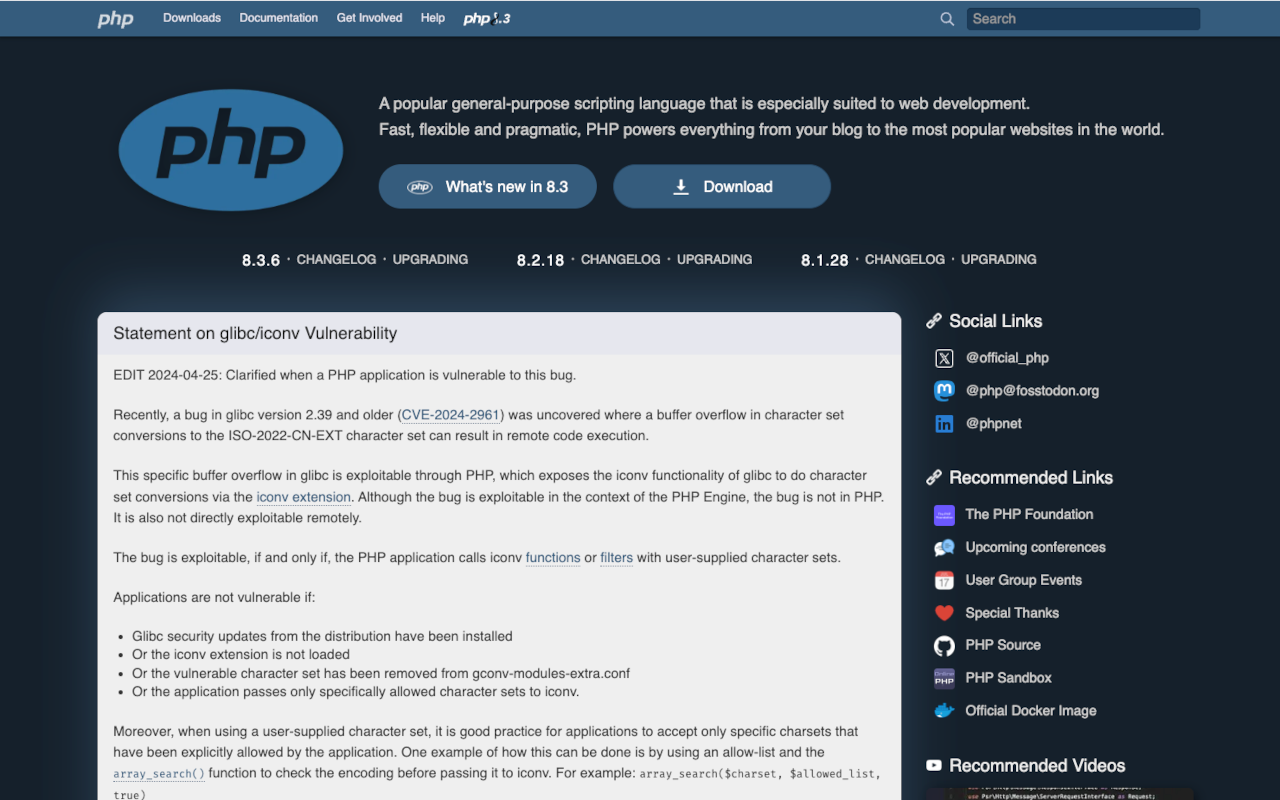 php Downloads Documentation Get Involved Help php8.3 Search
php
A popular general-purpose scripting language that is especially suited to web development.
Fast, flexible and pragmatic, PHP powers everything from your blog to the most popular websites in the world.
php What's new in 8.3 Download
8.3.6 · CHANGELOG · UPGRADING 8.2.18 · CHANGELOG · UPGRADING 8.1.28 · CHANGELOG · UPGRADING
Statement on glibc/iconv Vulnerability
EDIT 2024-04-25: Clarified when a PHP application is vulnerable to this bug.
Recently, a bug in glibc version 2.39 and older (CVE-2024-2961) was uncovered where a buffer overflow in character set
conversions to the ISO-2022-CN-EXT character set can result in remote code execution.
This specific buffer overflow in glibc is exploitable through PHP, which exposes the iconv functionality of glibc to do character
set conversions via the iconv extension. Although the bug is exploitable in the context of the PHP Engine, the bug is not in PHP.
It is also not directly exploitable remotely.
The bug is exploitable, if and only if, the PHP application calls iconv functions or filters with user-supplied character sets.
Applications are not vulnerable if:
• Glibc security updates from the distribution have been installed
• Or the iconv extension is not loaded
• Or the vulnerable character set has been removed from gconv-modules-extra.conf
• Or the application passes only specifically allowed character sets to iconv.
Moreover, when using a user-supplied character set, it is good practice for applications to accept only specific charsets that
have been explicitly allowed by the application. One example of how this can be done is by using an allow-list and the
array_search() function to check the encoding before passing it to iconv. For example: array_search($charset, $allowed_list,
true)
Social Links
@official_php
@php@fosstodon.org
@phpnet
Recommended Links
The PHP Foundation
Upcoming conferences
17 User Group Events
Special Thanks
PHP Source
PHP Sandbox
Official Docker Image
Recommended Videos
use Psr\Http\Message\ServerRequestInterface as Request;